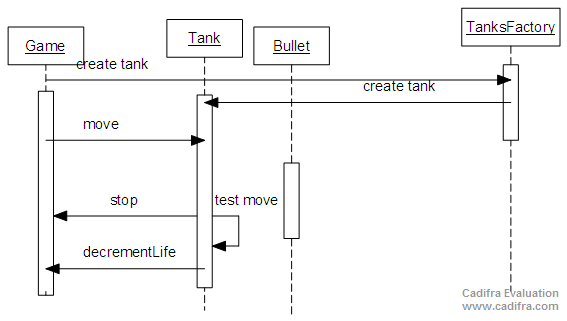 TanksFactory
Game
Tank
Bullet
create tank
create tank
move
stop
test move
decrementLife
Cadifra Evaluation
www.cadifra.com